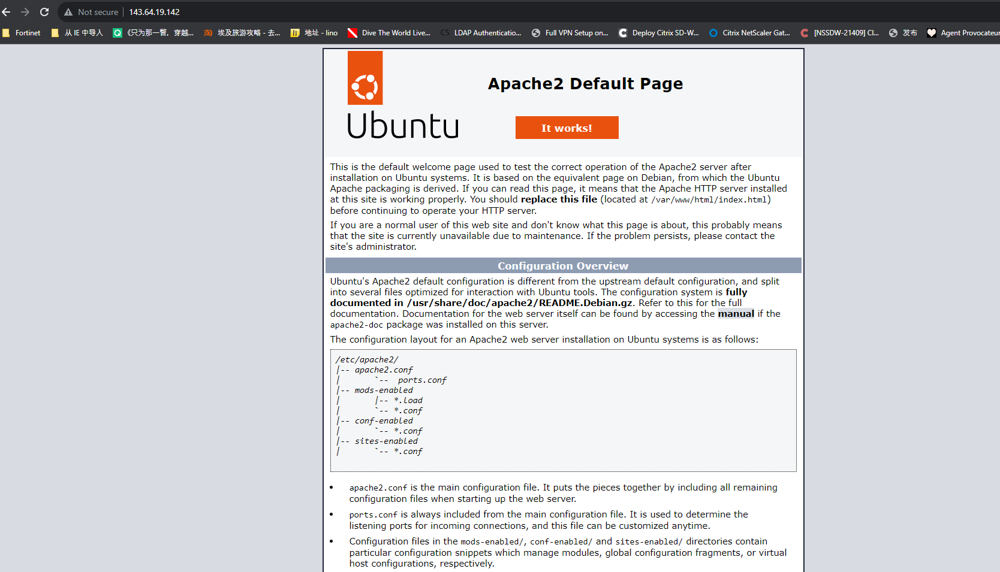 Not secure 143.64.19.142
Fortinet 从 IE 中导入 《只为那一瞥，穿越... 埃及旅游攻略 - 去... 地址 - lino Dive The World Live... CS LDAP Authenticatio... Full VPN Setup on... Deploy Citrix SD-W... Citrix NetScaler Gat... [NSSDW-21409] Cl... 发布 Agent Provocateur
Apache2 Default Page
Ubuntu
It works!
This is the default welcome page used to test the correct operation of the Apache2 server after
installation on Ubuntu systems. It is based on the equivalent page on Debian, from which the Ubuntu
Apache packaging is derived. If you can read this page, it means that the Apache HTTP server installed
at this site is working properly. You should replace this file (located at /var/www/html/index.html)
before continuing to operate your HTTP server.
If you are a normal user of this web site and don't know what this page is about, this probably means
that the site is currently unavailable due to maintenance. If the problem persists, please contact the
site's administrator.
Configuration Overview
Ubuntu's Apache2 default configuration is different from the upstream default configuration, and split
into several files optimized for interaction with Ubuntu tools. The configuration system is fully
documented in /usr/share/doc/apache2/README.Debian.gz. Refer to this for the full
documentation. Documentation for the web server itself can be found by accessing the manual if the
apache2-doc package was installed on this server.
The configuration layout for an Apache2 web server installation on Ubuntu systems is as follows:
/etc/apache2/
|-- apache2.conf
|       `--  ports.conf
|-- mods-enabled
|       |-- *.load
|       `-- *.conf
|-- conf-enabled
|       `-- *.conf
|-- sites-enabled
|       `-- *.conf
• apache2.conf is the main configuration file. It puts the pieces together by including all remaining
configuration files when starting up the web server.
• ports.conf is always included from the main configuration file. It is used to determine the
listening ports for incoming connections, and this file can be customized anytime.
• Configuration files in the mods-enabled/, conf-enabled/ and sites-enabled/ directories contain
particular configuration snippets which manage modules, global configuration fragments, or virtual
host configurations, respectively.